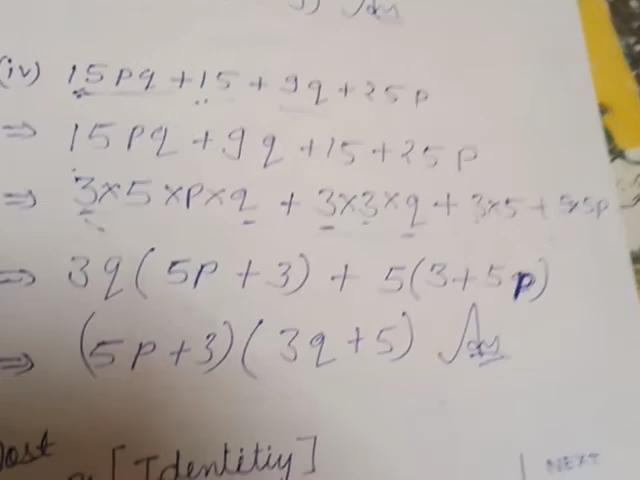 (iv) 15pq + 15 + 9q + 25p
⇒ 15pq + 9q + 15 + 25p
⇒ 3×5×p×q + 3×3×q + 3×5 + 5×5p
⇒ 3q(5p + 3) + 5(3+5p)
⇒ (5p+3)(3q+5) Ans
[Identitiy]
NEXT